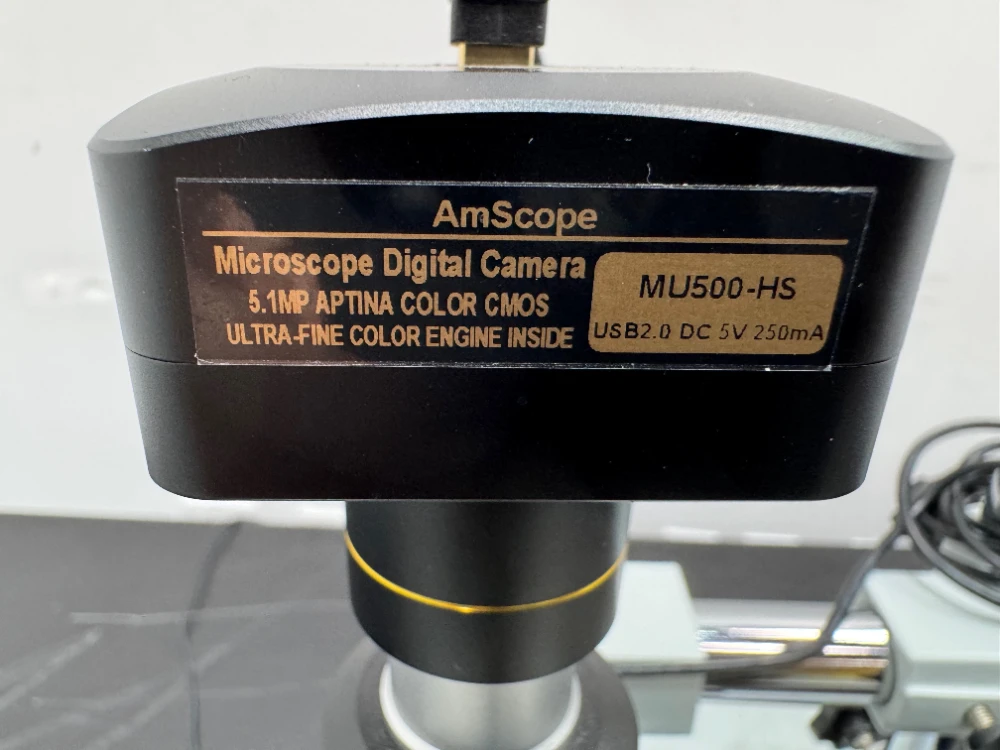 AmScope
Microscope Digital Camera
5.1MP APTINA COLOR CMOS
ULTRA-FINE COLOR ENGINE INSIDE
MU500-HS
USB2.0 DC 5V 250mA